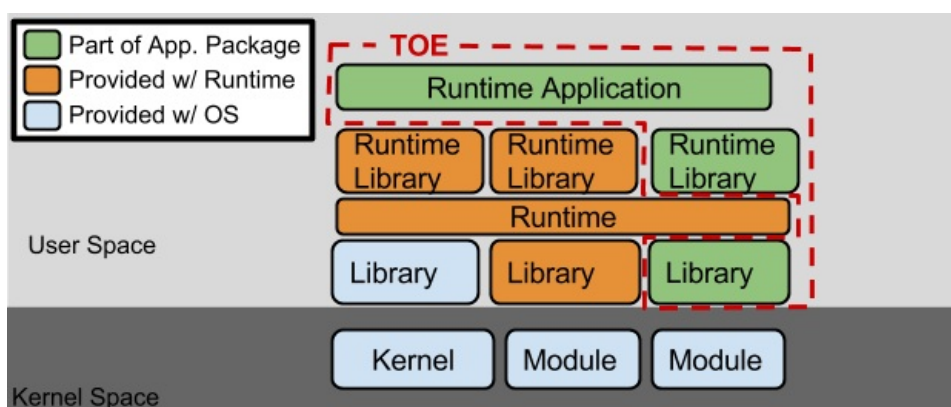 Part of App. Package
Provided w/ Runtime
Provided w/ OS
TOE
Runtime Application
Runtime
Library
Runtime
Library
Runtime
Library
Runtime
User Space
Library
Library
Library
Kernel
Module
Module
Kernel Space